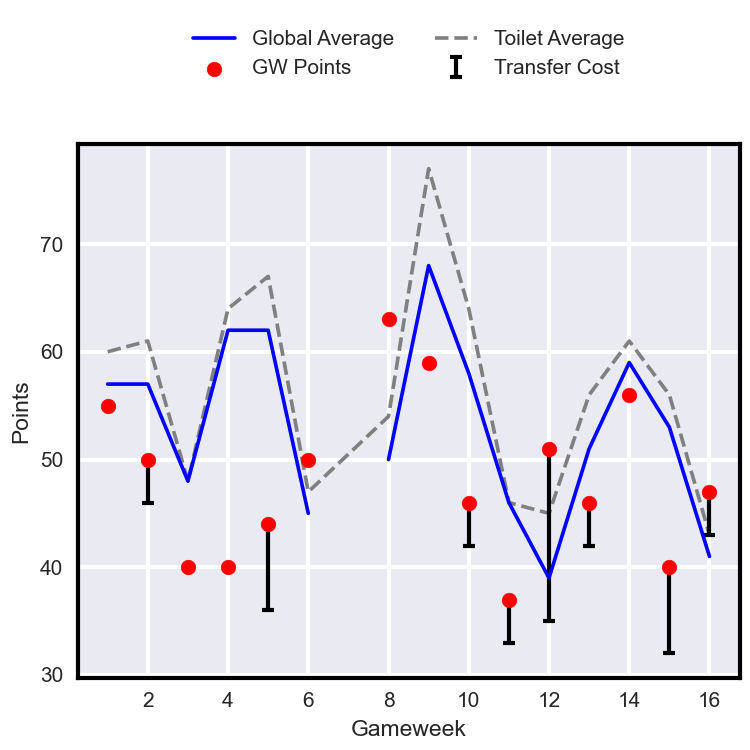 Global Average
GW Points
Toilet Average
Transfer Cost
70
60
50
40
30
Points
2 4 6 8 10 12 14 16
Gameweek